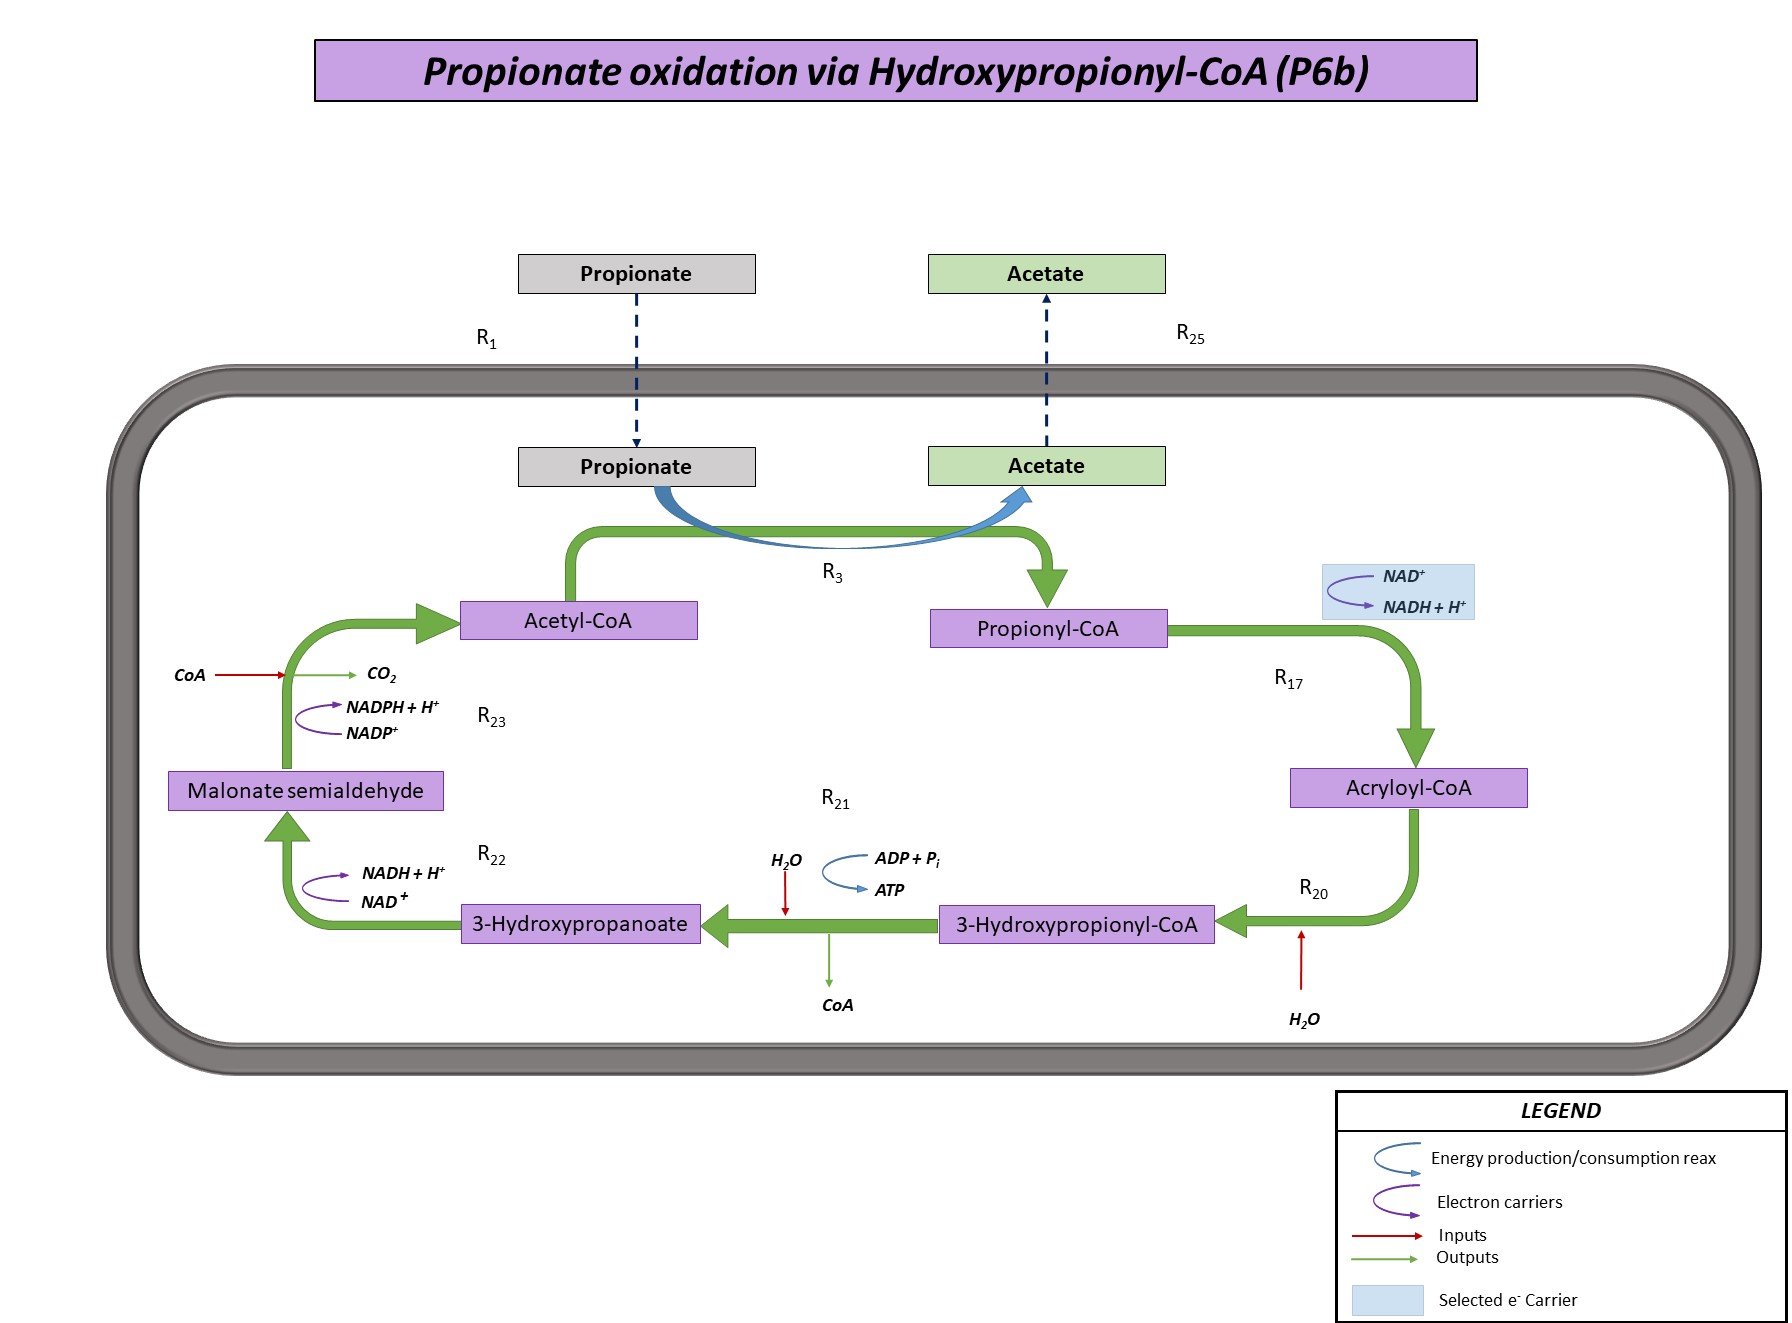 Propionate oxidation via Hydroxypropionyl-CoA (P6b)
Propionate
Acetate
R1
R25
Propionate
Acetate
R3
NAD+
NADH + H+
Acetyl-CoA
Propionyl-CoA
CoA
CO2
R17
NADPH + H+
NADP+
R23
Malonate semialdehyde
Acryloyl-CoA
R21
R22
H2O
ADP + Pi
ATP
NADH + H+
NAD+
R20
3-Hydroxypropanoate
3-Hydroxypropionyl-CoA
CoA
H2O
LEGEND
Energy production/consumption reax
Electron carriers
Inputs
Outputs
Selected e- Carrier